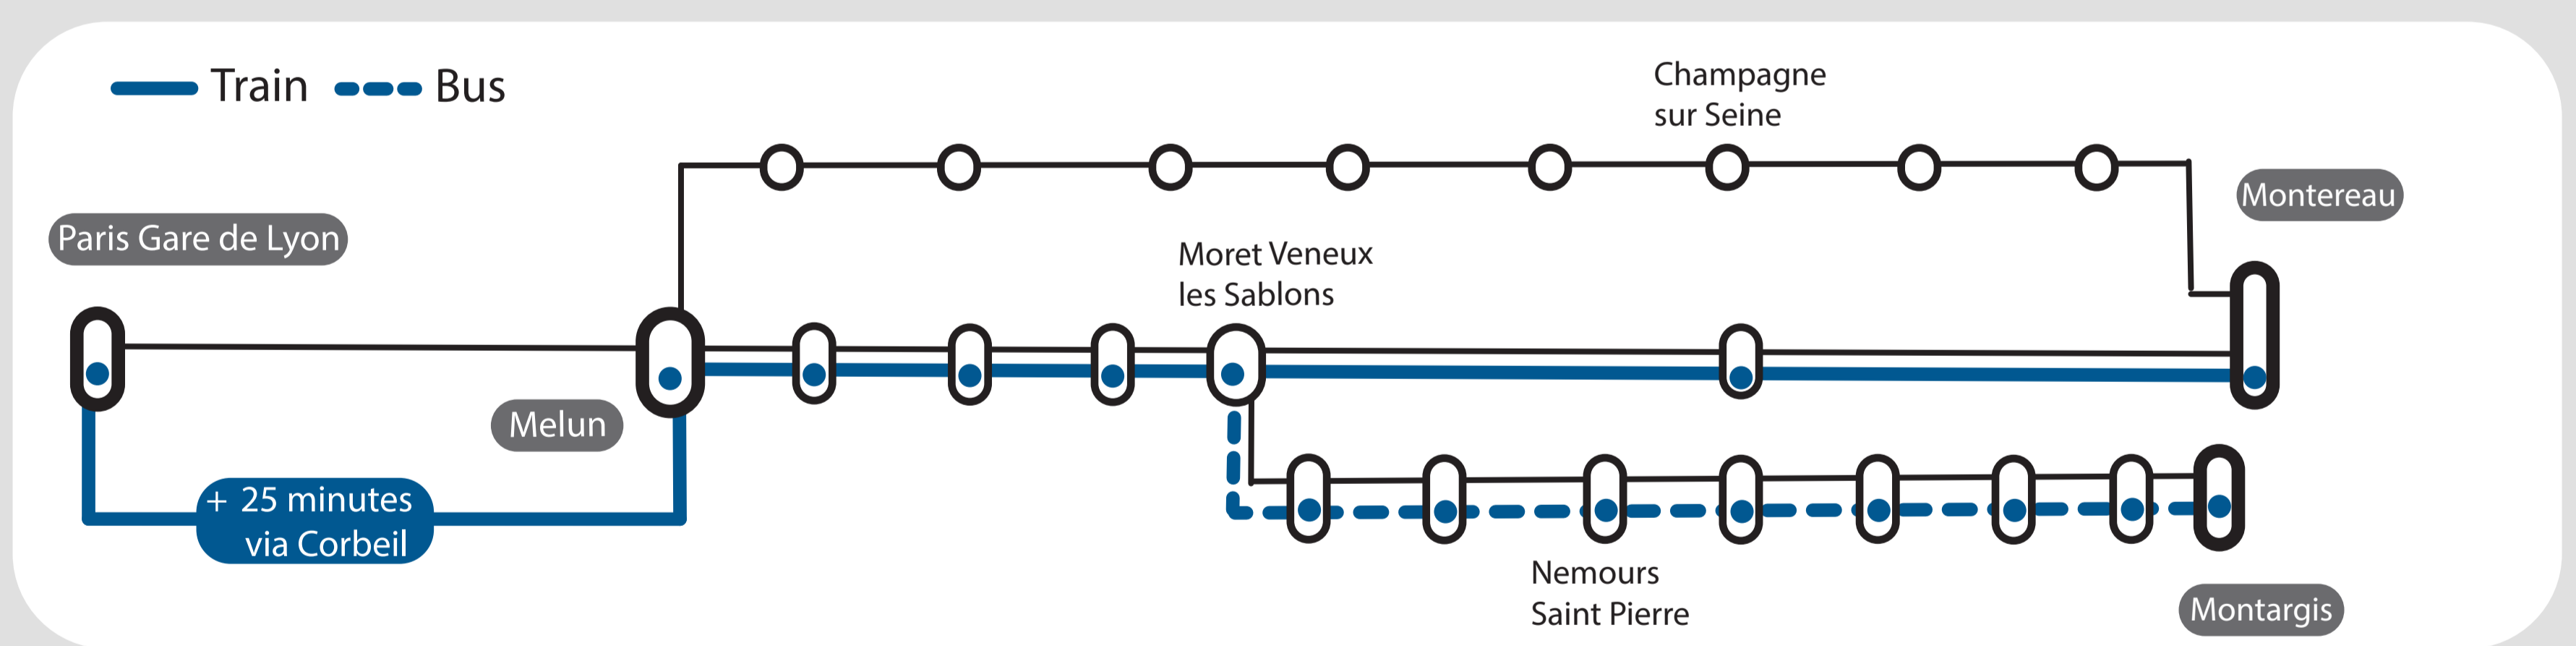 Train
Bus
Champagne
sur Seine
Montereau
Paris Gare de Lyon
Moret Veneux
les Sablons
Melun
+ 25 minutes
via Corbeil
Nemours
Saint Pierre
Montargis